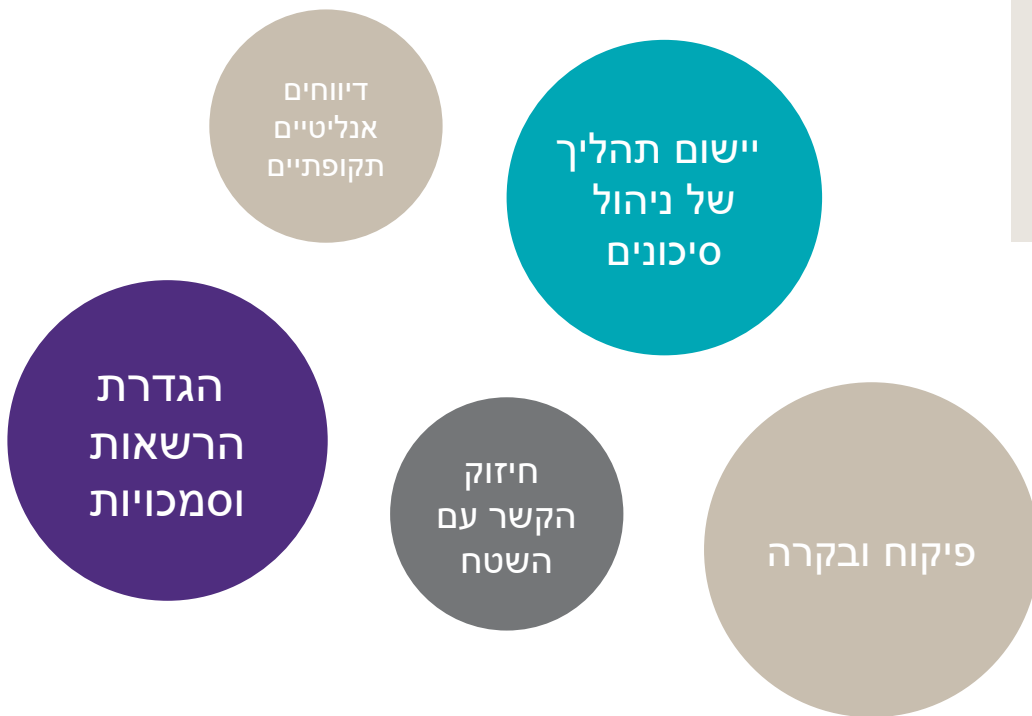 דיווחים
אנליטיים
תקופתיים
יישום תהליך
של ניהול
סיכונים
הגדרת
הרשאות
וסמכויות
חיזוק
הקשר עם
השטח
פיקוח ובקרה